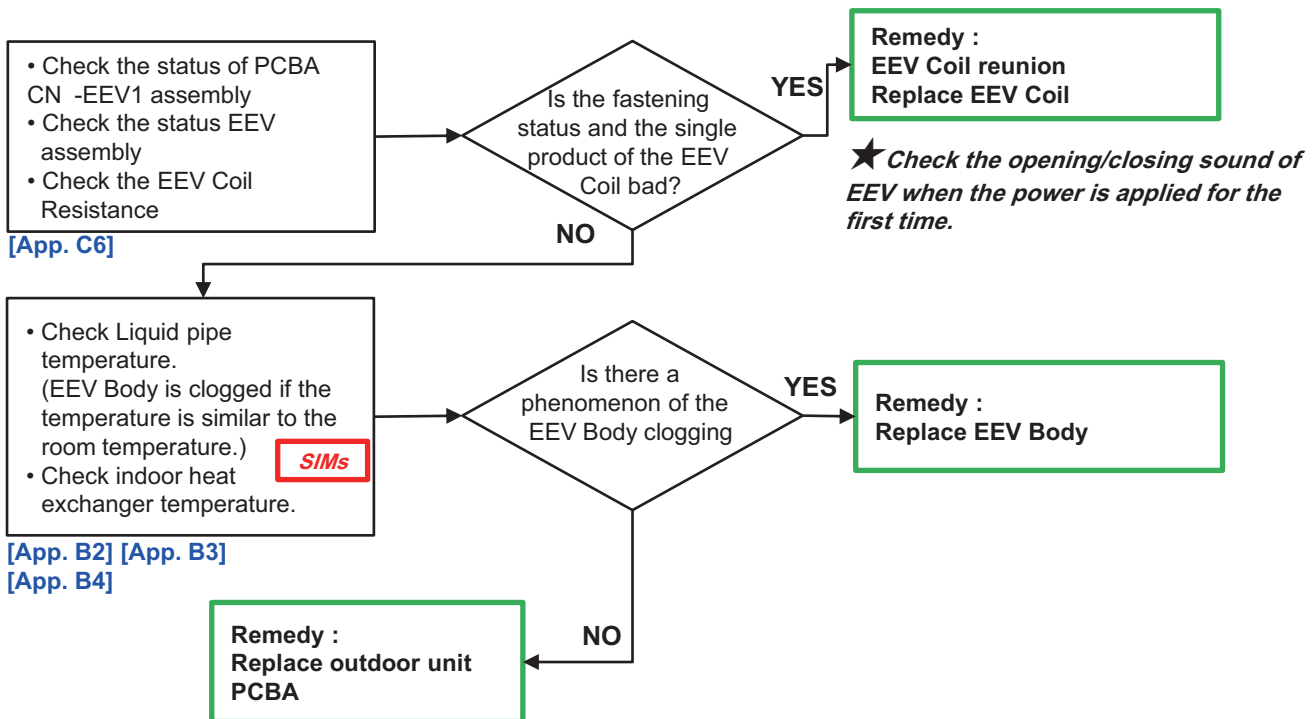 • Check the status of PCBA
CN -EEV1 assembly
• Check the status EEV
assembly
• Check the EEV Coil
Resistance
[App. C6]
Is the fastening
status and the single
product of the EEV
Coil bad?
YES
Remedy :
EEV Coil reunion
Replace EEV Coil
★Check the opening/closing sound of
EEV when the power is applied for the
first time.
NO
• Check Liquid pipe
temperature.
(EEV Body is clogged if the
temperature is similar to the
room temperature.)
SIMs
• Check indoor heat
exchanger temperature.
[App. B2] [App. B3]
[App. B4]
Is there a
phenomenon of the
EEV Body clogging
YES
Remedy :
Replace EEV Body
NO
Remedy :
Replace outdoor unit
PCBA